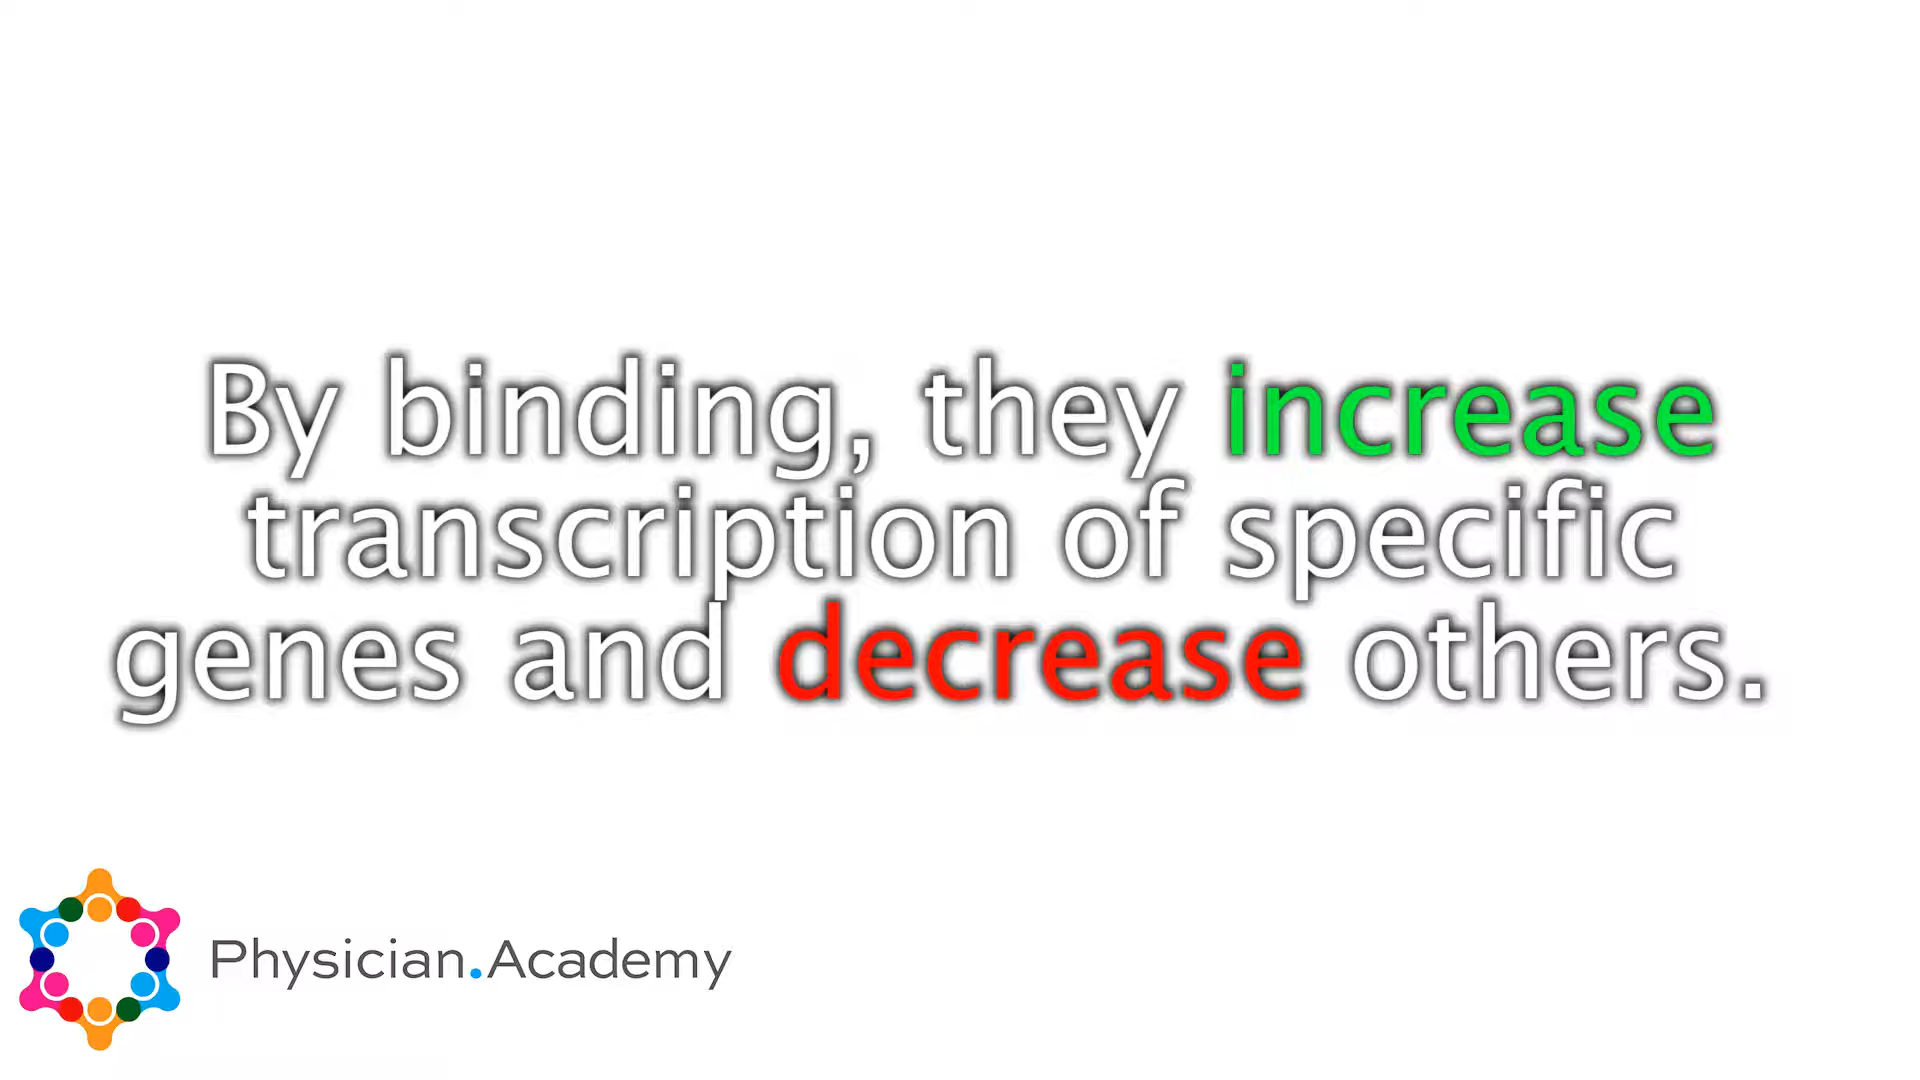 By binding, they increase
transcription of specific
genes and decrease others.
Physician.Academy